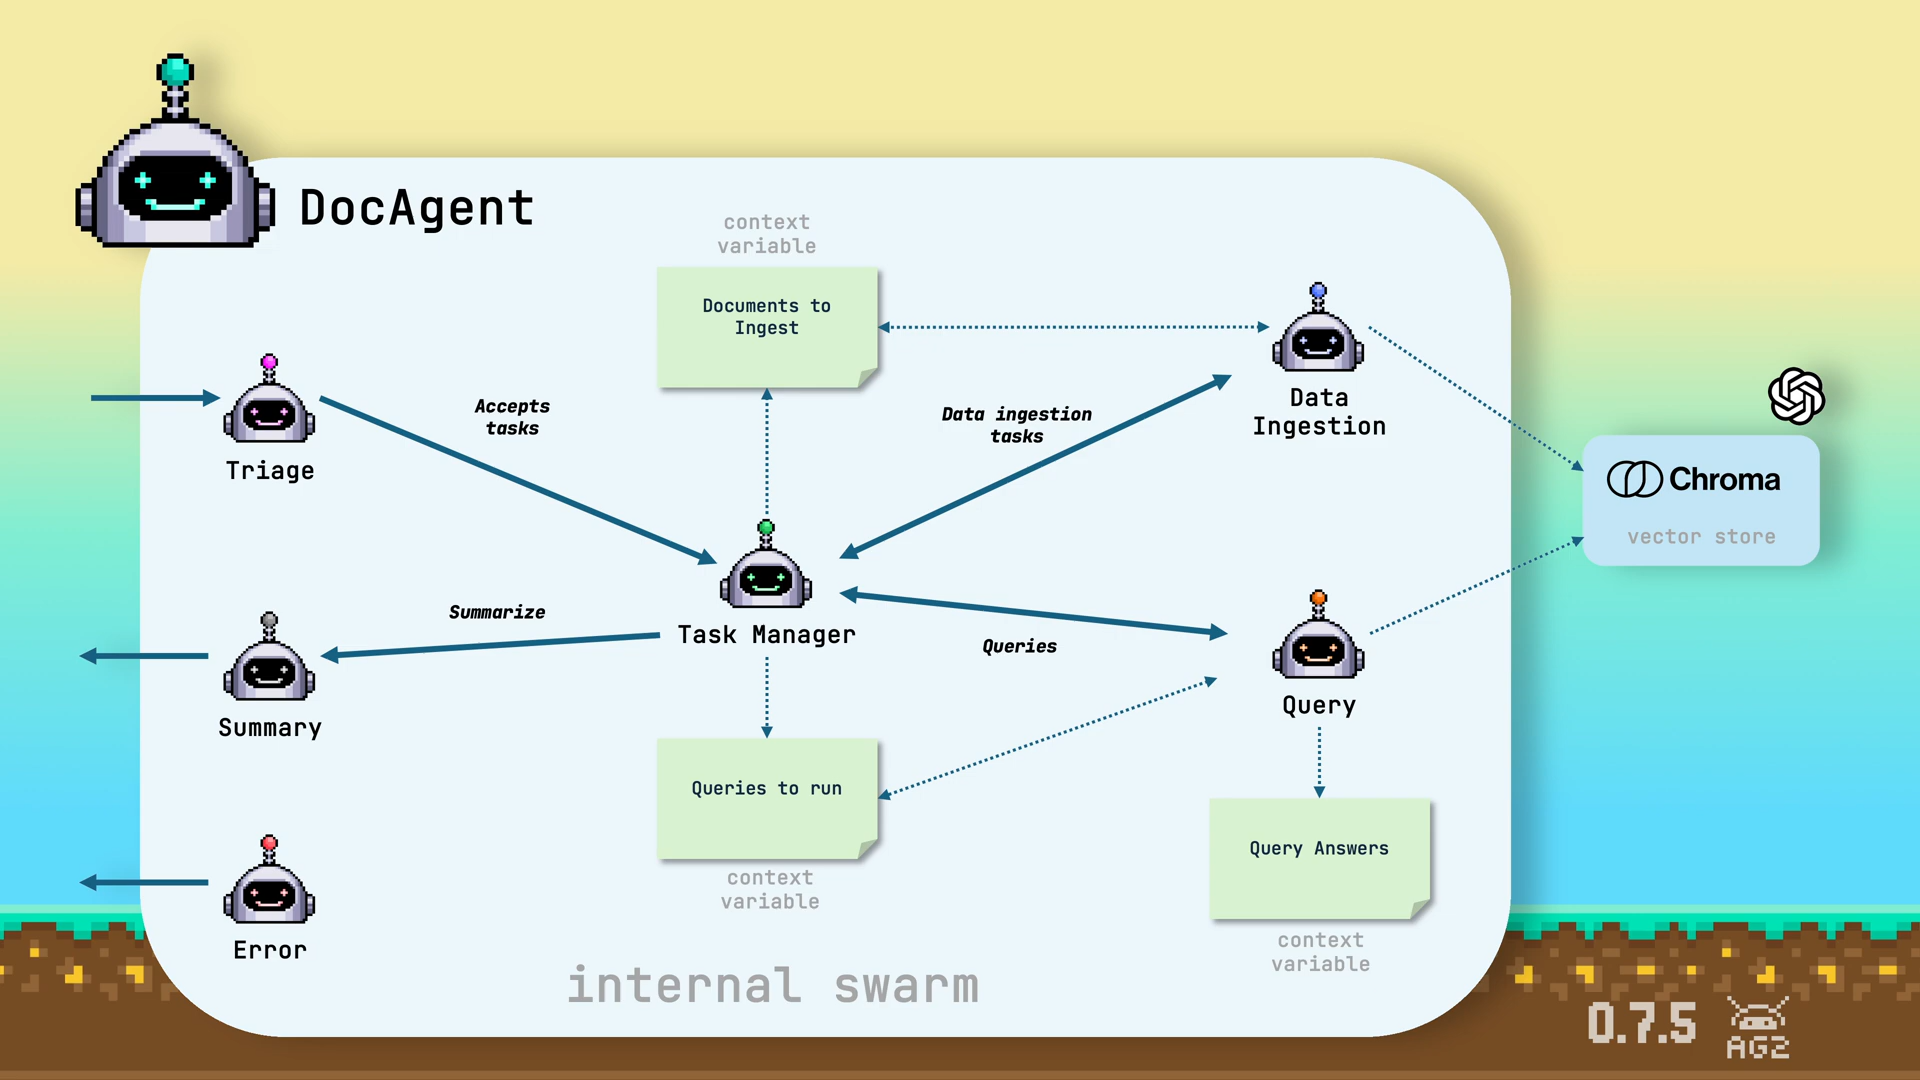 DocAgent
context
variable
Documents to
Ingest
Data
Ingestion
Triage
Accepts
tasks
Data ingestion
tasks
Chroma
vector store
Task Manager
Summarize
Queries
Summary
Query
Queries to run
context
variable
Query Answers
context
variable
Error
internal swarm
0.7.5
AG2